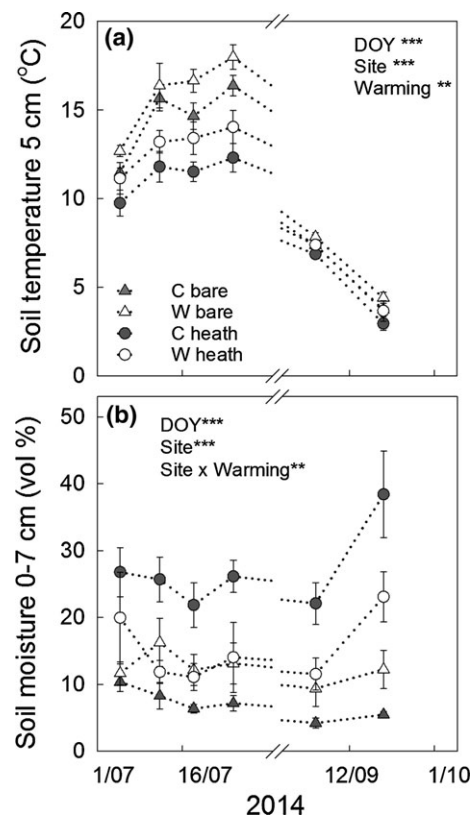 20
(a)
DOY ***
Site ***
Warming **
15
10
5
0
Soil temperature 5 cm (°C)
C bare
W bare
C heath
W heath
50
(b)
DOY***
Site***
Site x Warming**
40
30
20
10
0
Soil moisture 0-7 cm (vol %)
1/07
16/07
12/09
1/10
2014